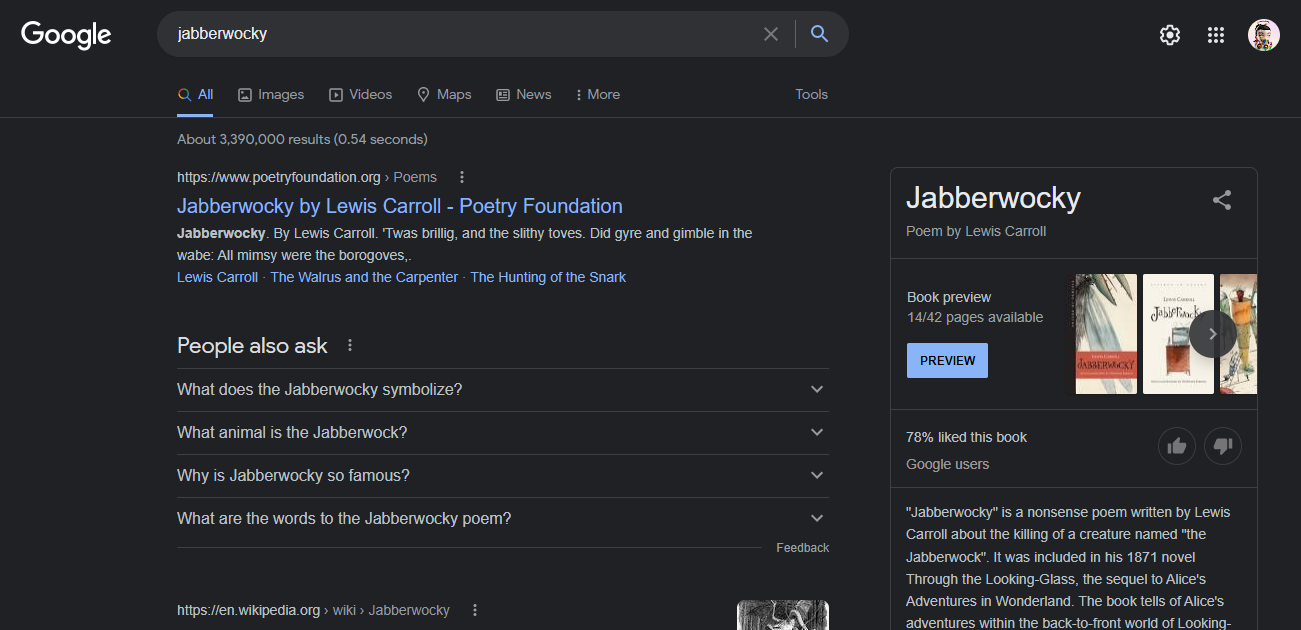 Google
jabberwocky
All
Images
Videos
Maps
News
More
Tools
About 3,390,000 results (0.54 seconds)
https://www.poetryfoundation.org › Poems
Jabberwocky by Lewis Carroll - Poetry Foundation
Jabberwocky. By Lewis Carroll. 'Twas brillig, and the slithy toves. Did gyre and gimble in the
wabe: All mimsy were the borogoves,.
Lewis Carroll · The Walrus and the Carpenter · The Hunting of the Snark
People also ask
What does the Jabberwocky symbolize?
What animal is the Jabberwock?
Why is Jabberwocky so famous?
What are the words to the Jabberwocky poem?
Feedback
https://en.wikipedia.org › wiki › Jabberwocky
Jabberwocky
Poem by Lewis Carroll
Book preview
14/42 pages available
PREVIEW
LEWIS CARROLL
JABBERWOCKY
LEWIS CARROLL
78% liked this book
Google users
"Jabberwocky" is a nonsense poem written by Lewis
Carroll about the killing of a creature named "the
Jabberwock". It was included in his 1871 novel
Through the Looking-Glass, the sequel to Alice's
Adventures in Wonderland. The book tells of Alice's
adventures within the back-to-front world of Looking-